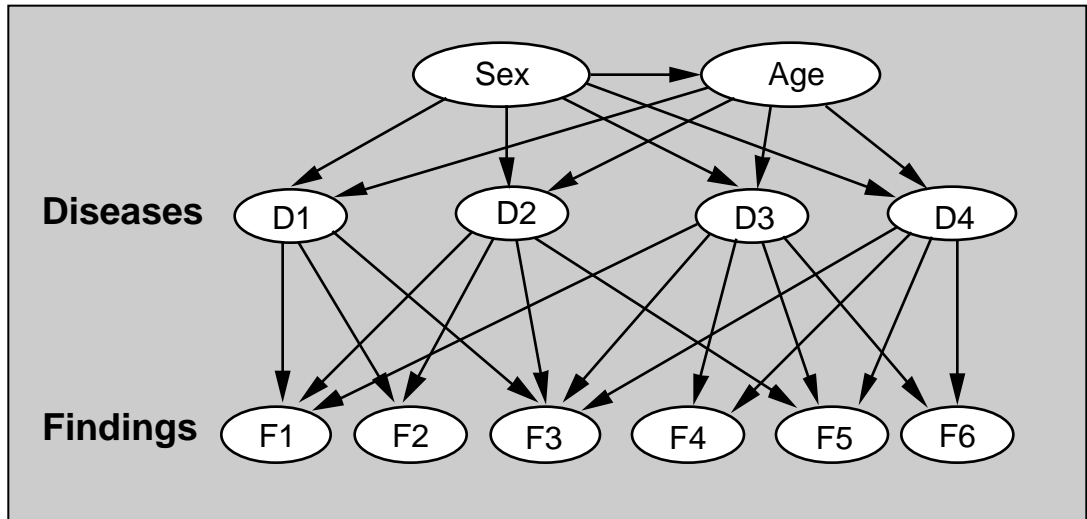 Sex Age
Diseases D1 D2 D3 D4
Findings F1 F2 F3 F4 F5 F6